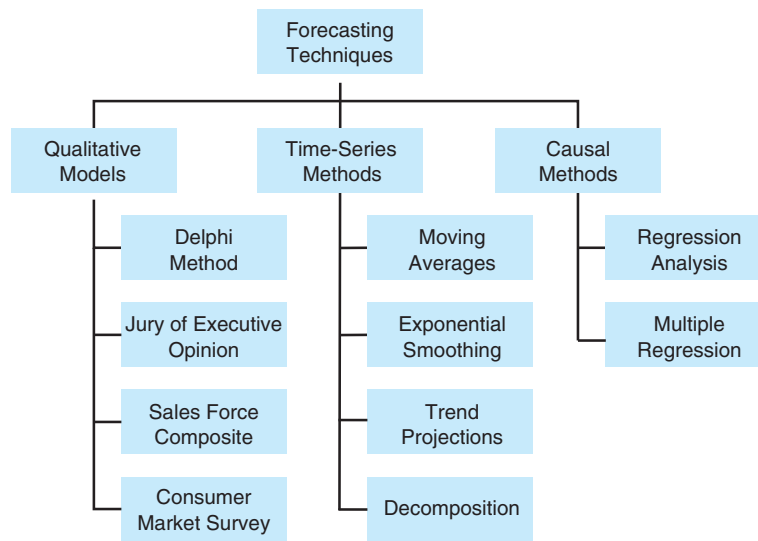 Forecasting
Techniques
Qualitative
Models
Time-Series
Methods
Causal
Methods
Delphi
Method
Jury of Executive
Opinion
Sales Force
Composite
Consumer
Market Survey
Moving
Averages
Exponential
Smoothing
Trend
Projections
Decomposition
Regression
Analysis
Multiple
Regression